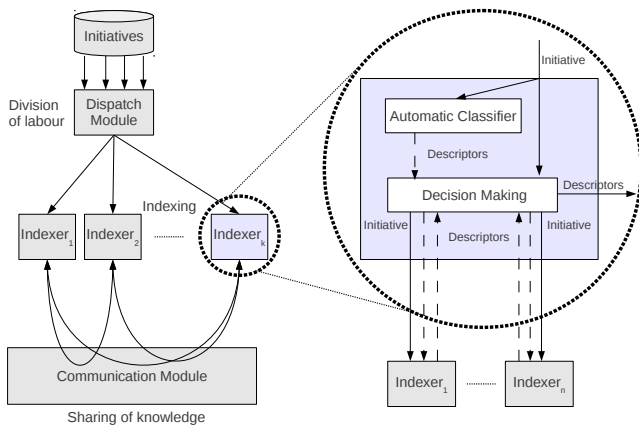 Initiatives
Division
of labour
Dispatch
Module
Indexing
Indexer1
Indexer2
Indexerk
Communication Module
Sharing of knowledge
Initiative
Automatic Classifier
Descriptors
Decision Making
Descriptors
Initiative
Descriptors
Initiative
Indexer1
Indexern